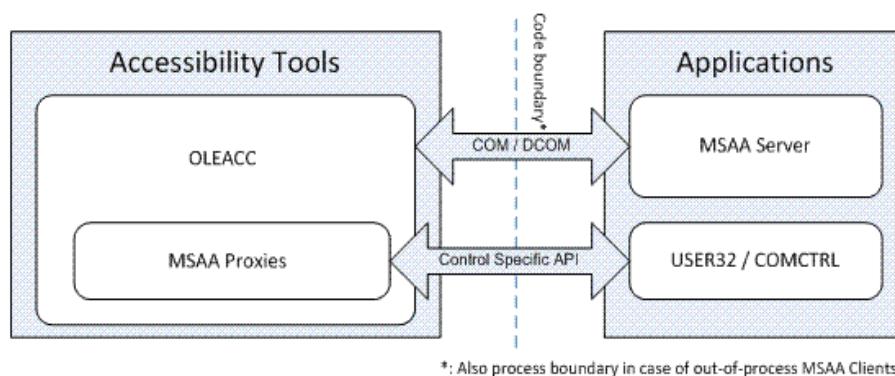 Accessibility Tools
Code boundary*
Applications
OLEACC
COM / DCOM
MSAA Server
MSAA Proxies
Control Specific API
USER32 / COMCTRL
*: Also process boundary in case of out-of-process MSAA Clients